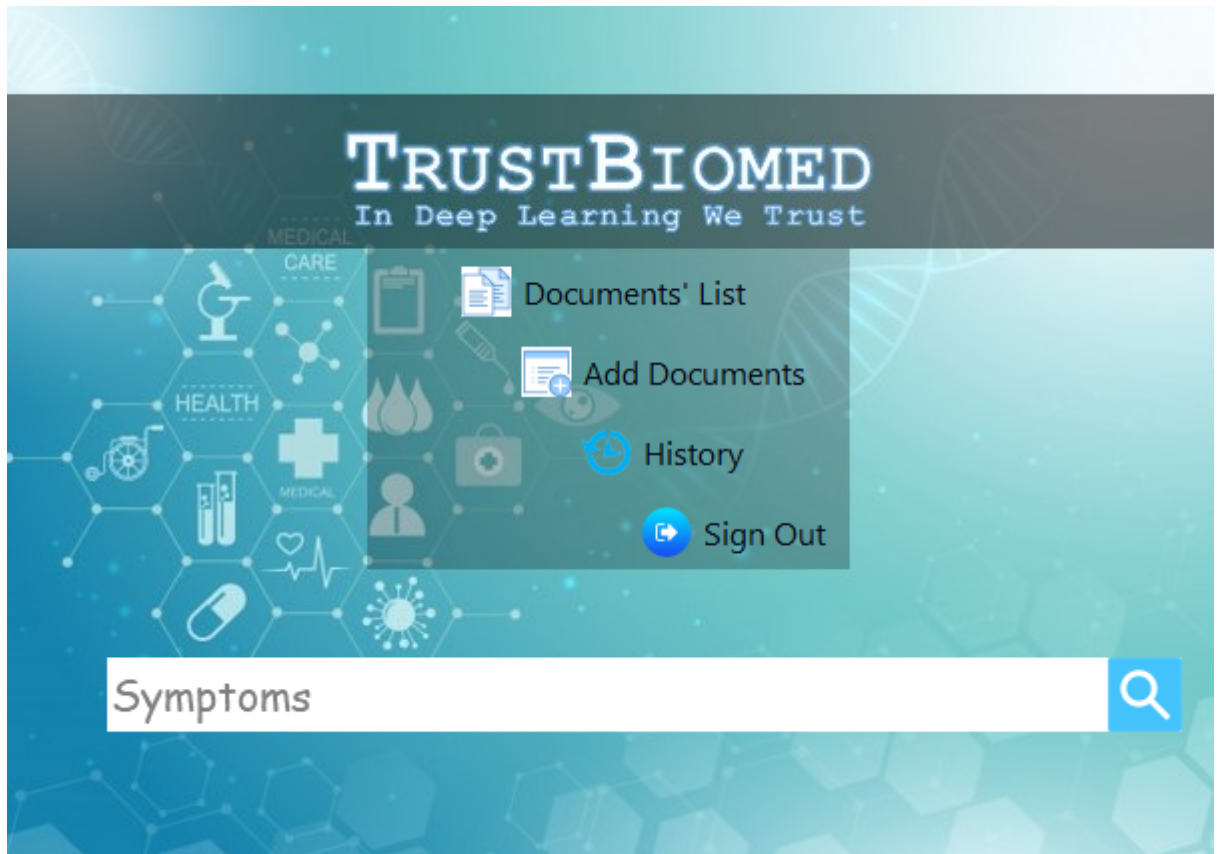 TRUSTBIOMED
In Deep Learning We Trust
MEDICAL
CARE
Documents' List
Add Documents
HEALTH
History
MEDICAL
Sign Out
Symptoms